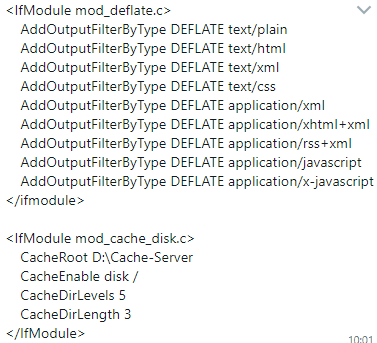 <IfModule mod_deflate.c>
AddOutputFilterByType DEFLATE text/plain
AddOutputFilterByType DEFLATE text/html
AddOutputFilterByType DEFLATE text/xml
AddOutputFilterByType DEFLATE text/css
AddOutputFilterByType DEFLATE application/xml
AddOutputFilterByType DEFLATE application/xhtml+xml
AddOutputFilterByType DEFLATE application/rss+xml
AddOutputFilterByType DEFLATE application/javascript
AddOutputFilterByType DEFLATE application/x-javascript
</ifmodule>
<IfModule mod_cache_disk.c>
CacheRoot D:\Cache-Server
CacheEnable disk /
CacheDirLevels 5
CacheDirLength 3
</IfModule>
10:01